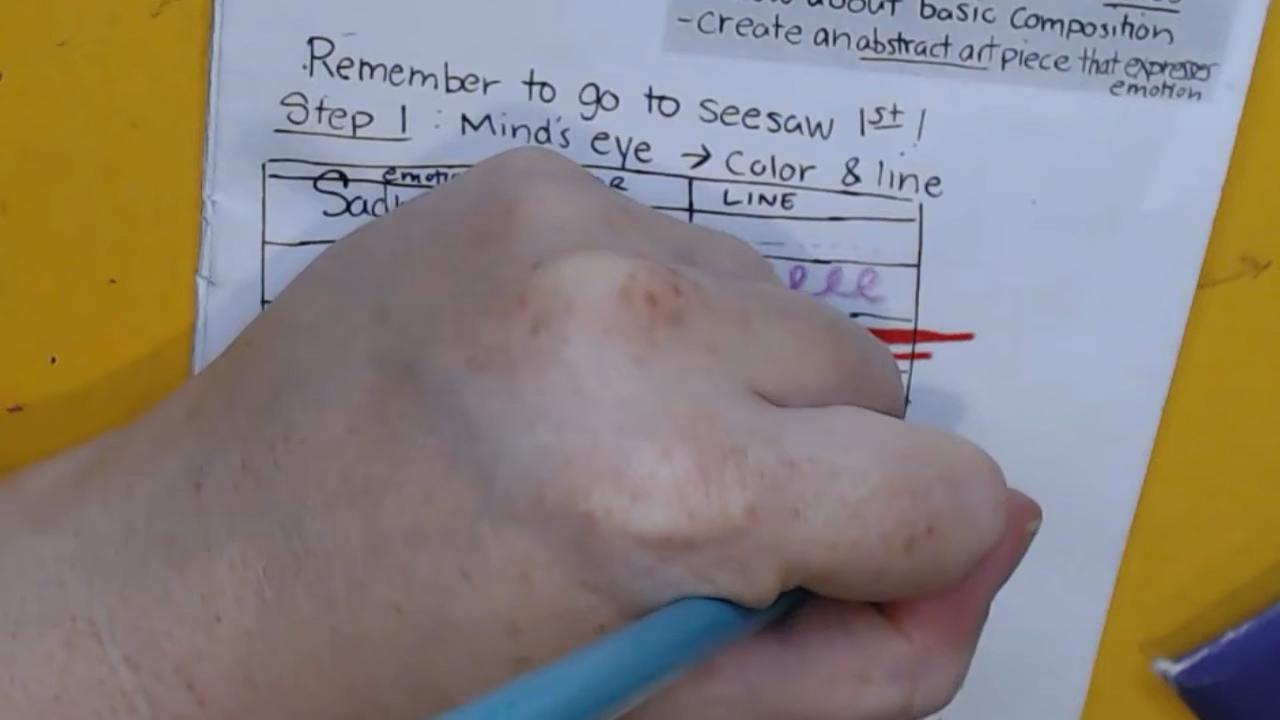 about basic composition
- Create an abstract art piece that expresses
emotion
Remember to go to seesaw 1st!
Step 1: Mind's eye → Color & line
LINE